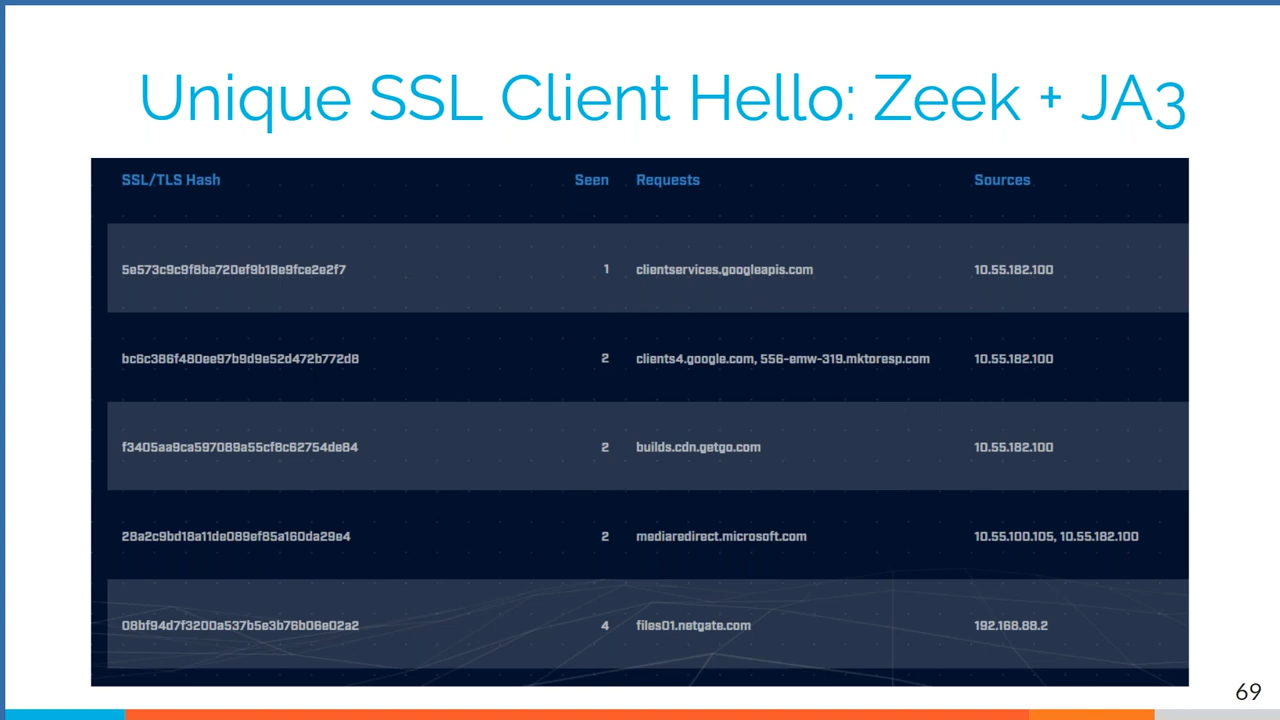 Unique SSL Client Hello: Zeek + JA3
SSL/TLS Hash Seen Requests Sources
5e573c9c9f8ba720ef9b18e9fce2e2f7 1 clientservices.googleapis.com 10.55.182.100
bc6c386f480ee97b9d9e52d472b772d8 2 clients4.google.com, 556-emw-319.mktoresp.com 10.55.182.100
f3405aa9ca597089a55cf8c62754de84 2 builds.cdn.getgo.com 10.55.182.100
28a2c9bd18a11de089ef85a160da29e4 2 mediaredirect.microsoft.com 10.55.100.105, 10.55.182.100
08bf94d7f3200a537b5e3b76b06e02a2 4 files01.netgate.com 192.168.88.2
69